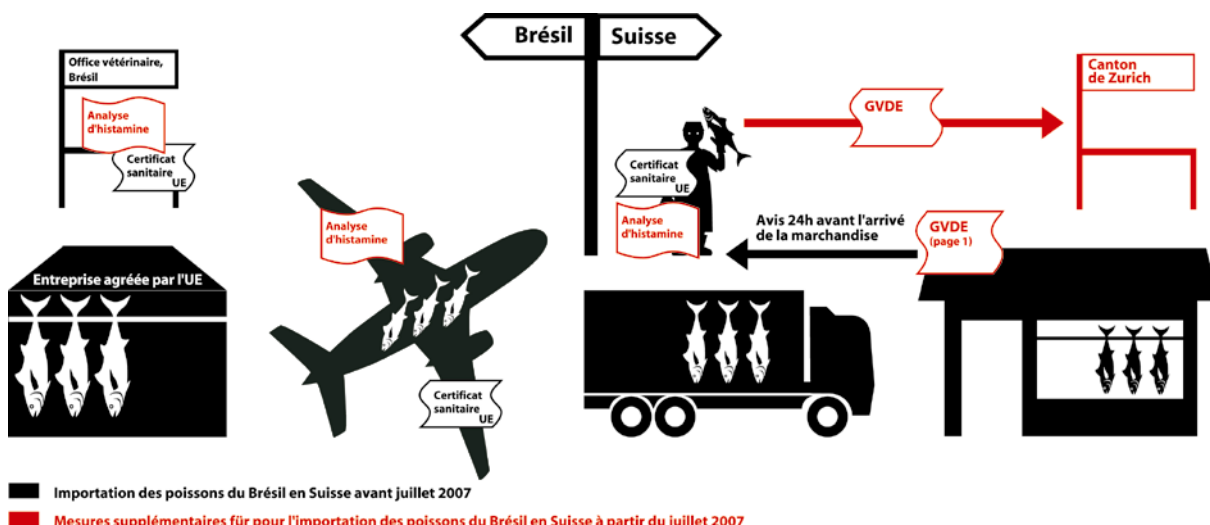 Brésil
Suisse
Office vétérinaire,
Brésil
Analyse
d'histamine
Certificat
sanitaire
UE
Canton
de Zurich
GVDE
Certificat
sanitaire
UE
Analyse
d'histamine
Analyse
d'histamine
Avis 24h avant l'arrivé
de la marchandise
GVDE
(page 1)
Entreprise agréée par l'UE
Certificat
sanitaire
UE
Importation des poissons du Brésil en Suisse avant juillet 2007
Mesures supplémentaires für pour l'importation des poissons du Brésil en Suisse à partir du juillet 2007